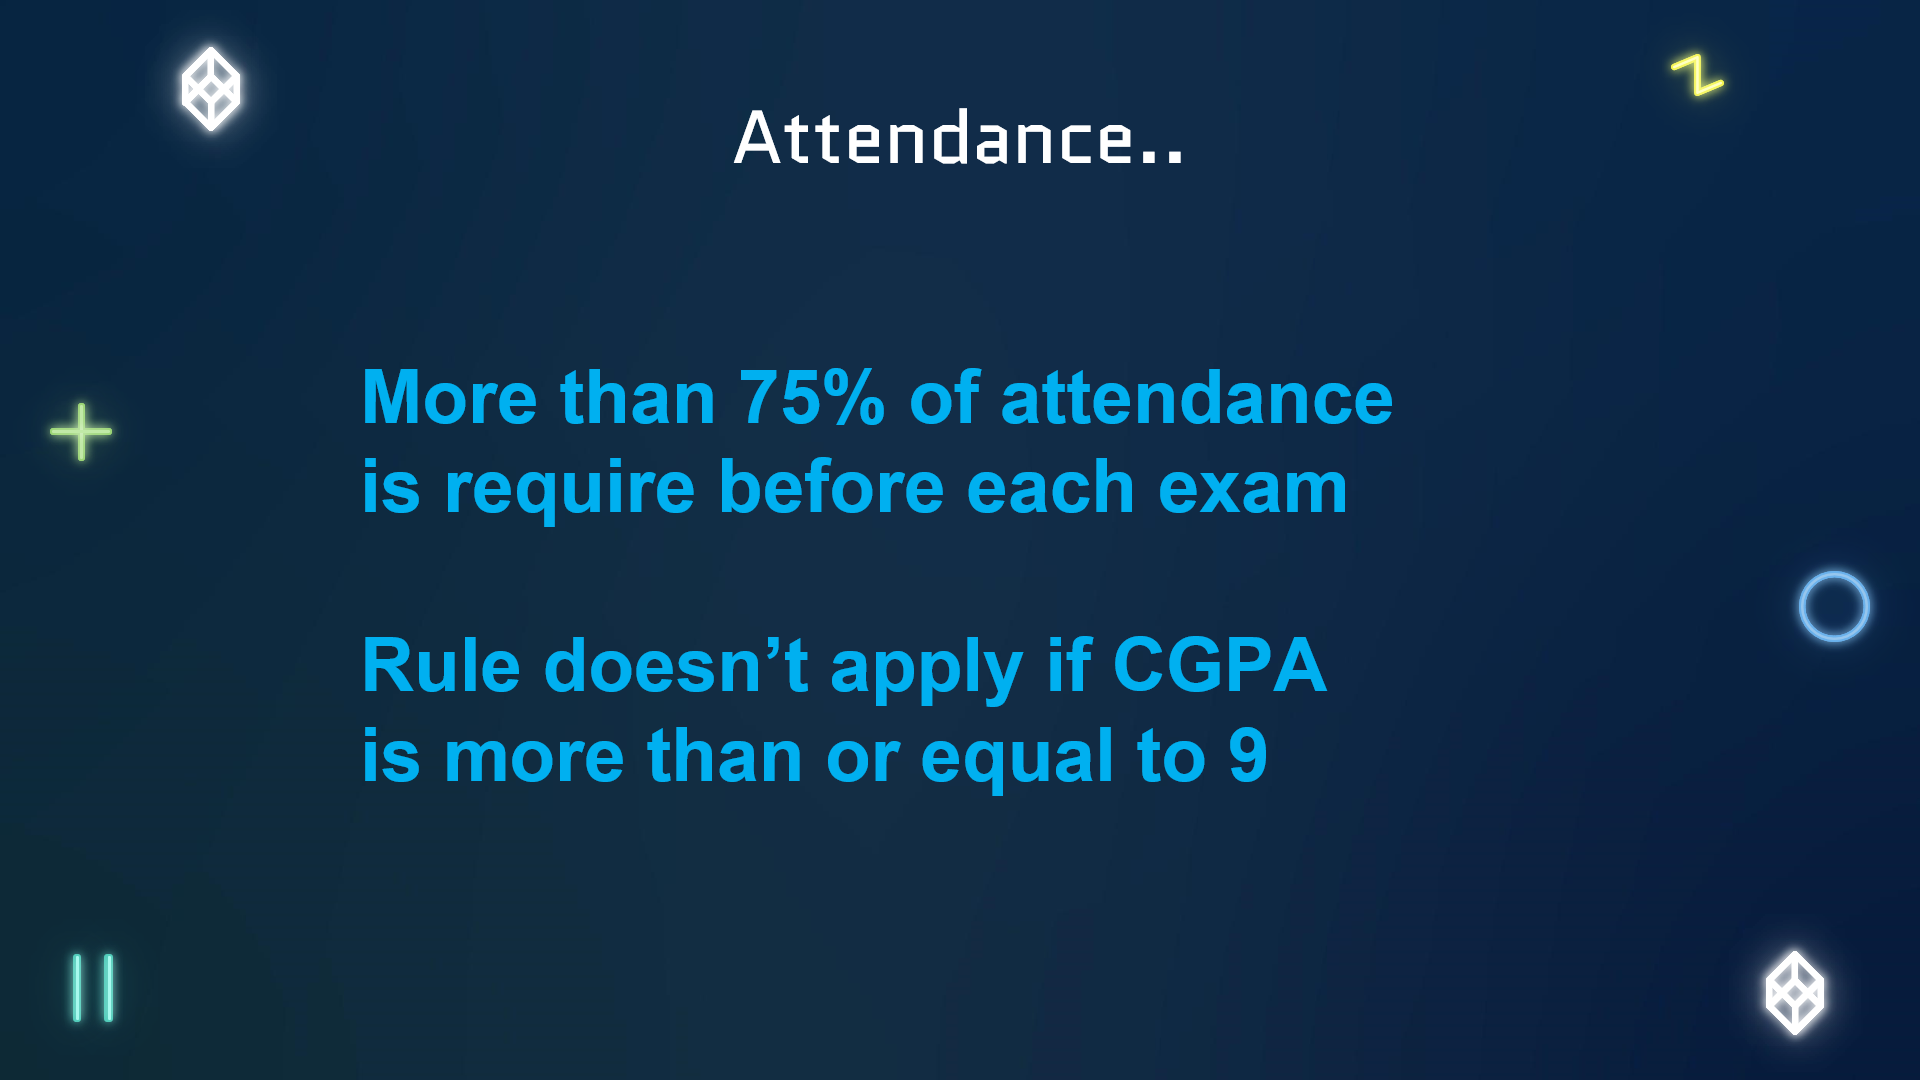 Attendance..
More than 75% of attendance
is require before each exam
Rule doesn’t apply if CGPA
is more than or equal to 9